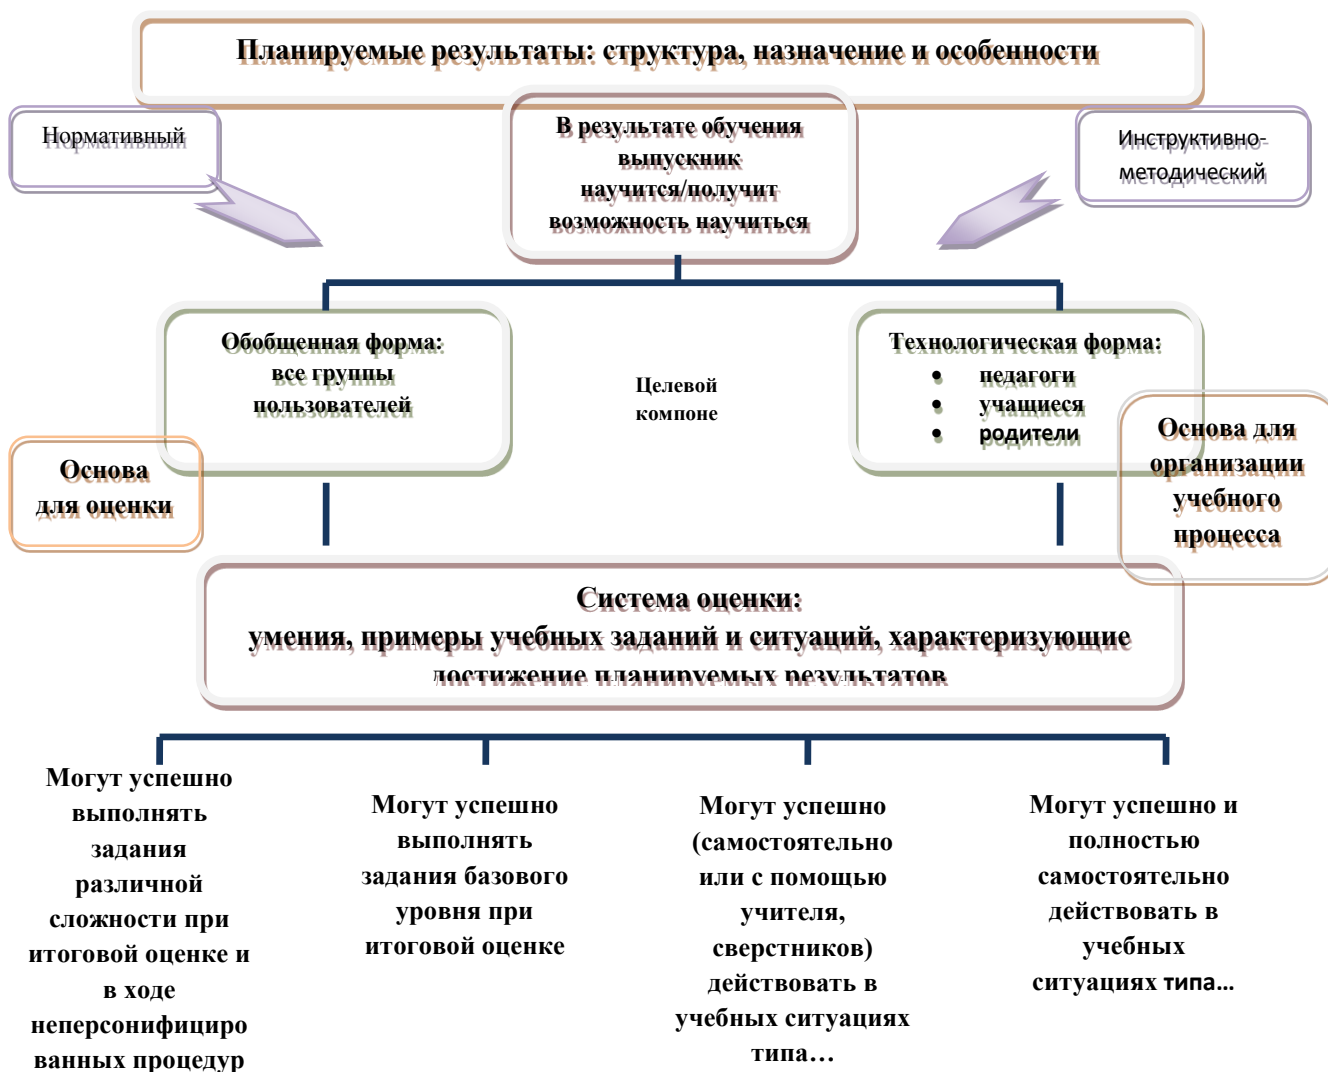 Планируемые результаты: структура, назначение и особенности
Нормативный
В результате обучения
выпускник
научится/получит
возможность научиться
Инструктивно-
методический
Обобщенная форма:
все группы
пользователей
Целевой
компоне
Технологическая форма:
• педагоги
• учащиеся
• родители
Основа
для оценки
Основа для
организации
учебного
процесса
Система оценки:
умения, примеры учебных заданий и ситуаций, характеризующие
достижение планируемых результатов
Могут успешно
выполнять
задания
различной
сложности при
итоговой оценке и
в ходе
неперсонифициро
ванных процедур
Могут успешно
выполнять
задания базового
уровня при
итоговой оценке
Могут успешно
(самостоятельно
или с помощью
учителя,
сверстников)
действовать в
учебных ситуациях
типа…
Могут успешно и
полностью
самостоятельно
действовать в
учебных
ситуациях типа…